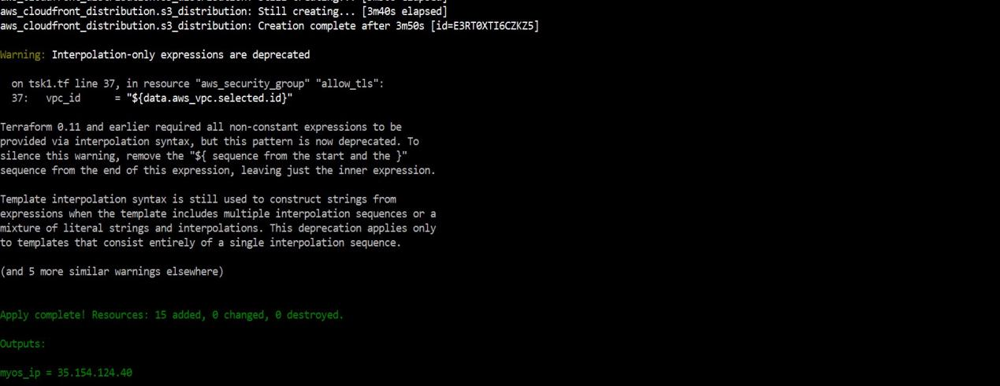 aws_cloudfront_distribution.s3_distribution: Still creating... [3m40s elapsed]
aws_cloudfront_distribution.s3_distribution: Creation complete after 3m50s [id=E3RT0XTI6CZKZ5]
Warning: Interpolation-only expressions are deprecated
on tsk1.tf line 37, in resource "aws_security_group" "allow_tls":
37: vpc_id = "${data.aws_vpc.selected.id}"
Terraform 0.11 and earlier required all non-constant expressions to be
provided via interpolation syntax, but this pattern is now deprecated. To
silence this warning, remove the "${ sequence from the start and the }"
sequence from the end of this expression, leaving just the inner expression.
Template interpolation syntax is still used to construct strings from
expressions when the template includes multiple interpolation sequences or a
mixture of literal strings and interpolations. This deprecation applies only
to templates that consist entirely of a single interpolation sequence.
(and 5 more similar warnings elsewhere)
Apply complete! Resources: 15 added, 0 changed, 0 destroyed.
Outputs:
myos_ip = 35.154.124.40